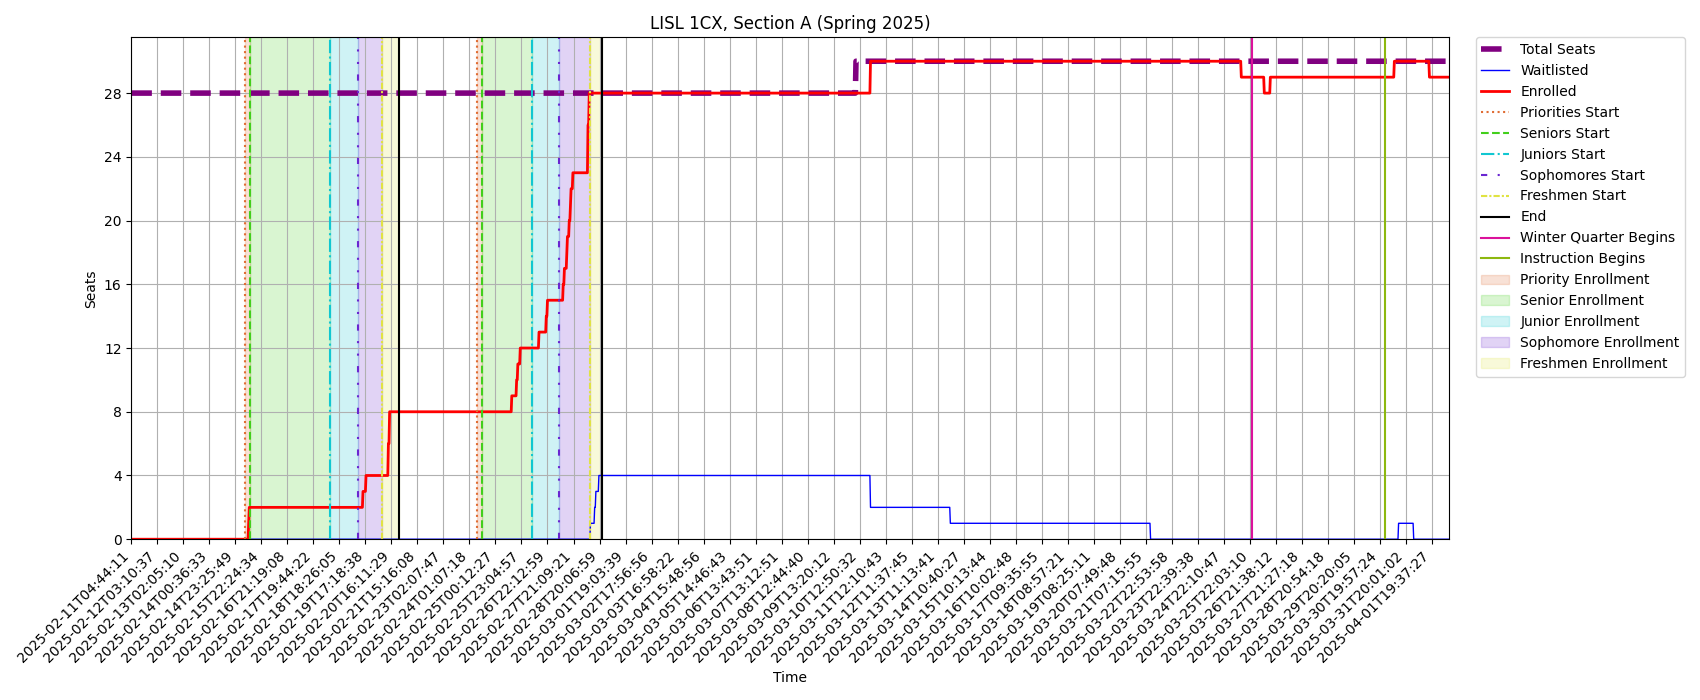 LISL 1CX, Section A (Spring 2025)
Seats
28
24
20
16
12
8
4
0
2025-02-11T04:44:11
2025-02-12T03:10:37
2025-02-13T02:05:10
2025-02-14T00:36:33
2025-02-14T23:25:49
2025-02-15T22:24:34
2025-02-16T21:19:08
2025-02-17T19:44:22
2025-02-18T18:26:05
2025-02-19T17:18:38
2025-02-20T16:11:29
2025-02-21T15:16:08
2025-02-23T02:07:47
2025-02-24T01:07:18
2025-02-25T00:12:27
2025-02-25T23:04:57
2025-02-26T22:12:59
2025-02-27T21:09:21
2025-02-28T20:06:59
2025-03-01T19:03:39
2025-03-02T17:56:56
2025-03-03T16:58:22
2025-03-04T15:48:56
2025-03-05T14:46:43
2025-03-06T13:43:51
2025-03-07T13:12:51
2025-03-08T12:44:40
2025-03-09T13:20:12
2025-03-10T12:50:32
2025-03-11T12:10:43
2025-03-12T11:37:45
2025-03-13T11:13:41
2025-03-14T10:40:27
2025-03-15T10:13:44
2025-03-16T10:02:48
2025-03-17T09:35:55
2025-03-18T08:57:21
2025-03-19T08:25:11
2025-03-20T07:49:48
2025-03-21T07:15:55
2025-03-22T22:53:58
2025-03-23T22:39:38
2025-03-24T22:10:47
2025-03-25T22:03:10
2025-03-26T21:38:12
2025-03-27T21:27:18
2025-03-28T20:54:18
2025-03-29T20:20:05
2025-03-30T19:57:24
2025-03-31T20:01:02
2025-04-01T19:37:27
Time
Total Seats
Waitlisted
Enrolled
Priorities Start
Seniors Start
Juniors Start
Sophomores Start
Freshmen Start
End
Winter Quarter Begins
Instruction Begins
Priority Enrollment
Senior Enrollment
Junior Enrollment
Sophomore Enrollment
Freshmen Enrollment